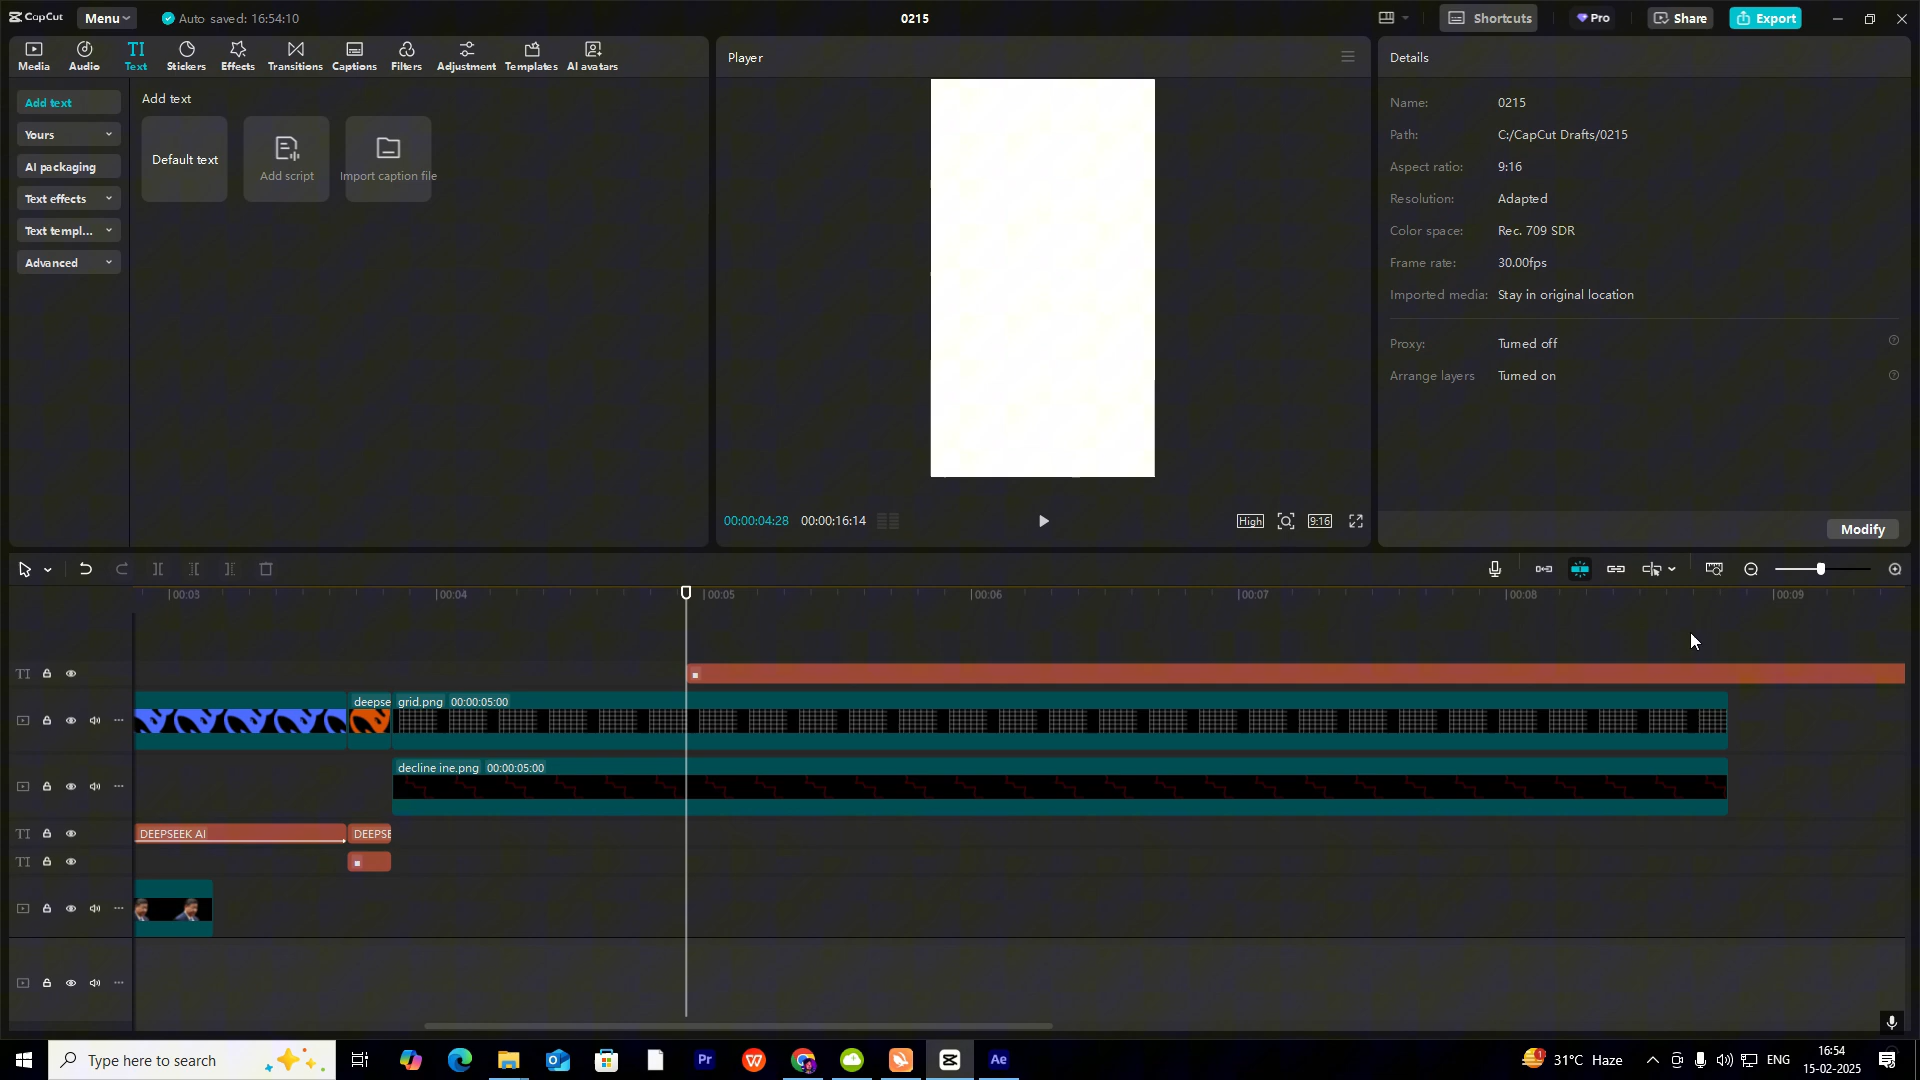 CapCut
Menu
Auto saved: 16:54:10
0215
Shortcuts
Pro
Share
Export
Media
Audio
TI
Text
Stickers
Effects
Transitions
Captions
Filters
Adjustment
Templates
AI avatars
Player
Details
Add text
Yours
AI packaging
Text effects
Text templ...
Advanced
Add text
Default text
Add script
Import caption file
Name: 0215
Path: C:/CapCut Drafts/0215
Aspect ratio: 9:16
Resolution: Adapted
Color space: Rec. 709 SDR
Frame rate: 30.00fps
Imported media: Stay in original location
Proxy: Turned off
Arrange layers Turned on
Modify
00:00:04:28 00:00:16:14
High
9:16
00:03
00:04
00:05
00:06
00:07
00:08
00:09
TI
deepse
grid.png 00:00:05:00
decline ine.png 00:00:05:00
TI
DEEPSEEK AI
DEEPSE
TI
Type here to search
Pr
W
Ae
31°C Haze
ENG
16:54
15-02-2025